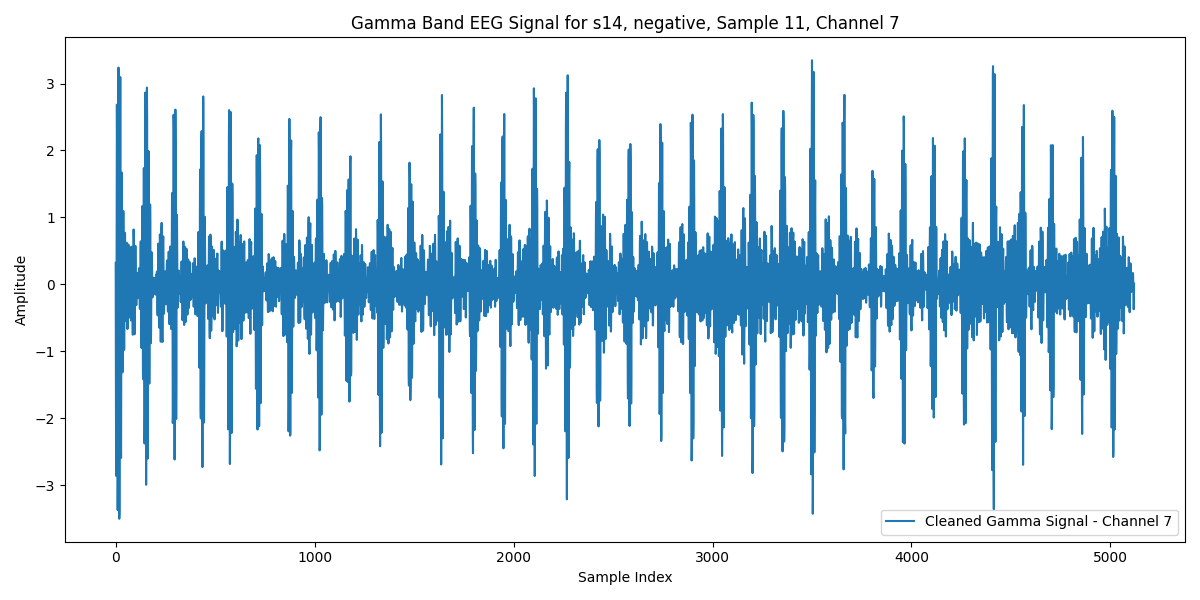 Gamma Band EEG Signal for s14, negative, Sample 11, Channel 7
Amplitude
3
2
1
0
−1
−2
−3
Cleaned Gamma Signal - Channel 7
0 1000 2000 3000 4000 5000
Sample Index